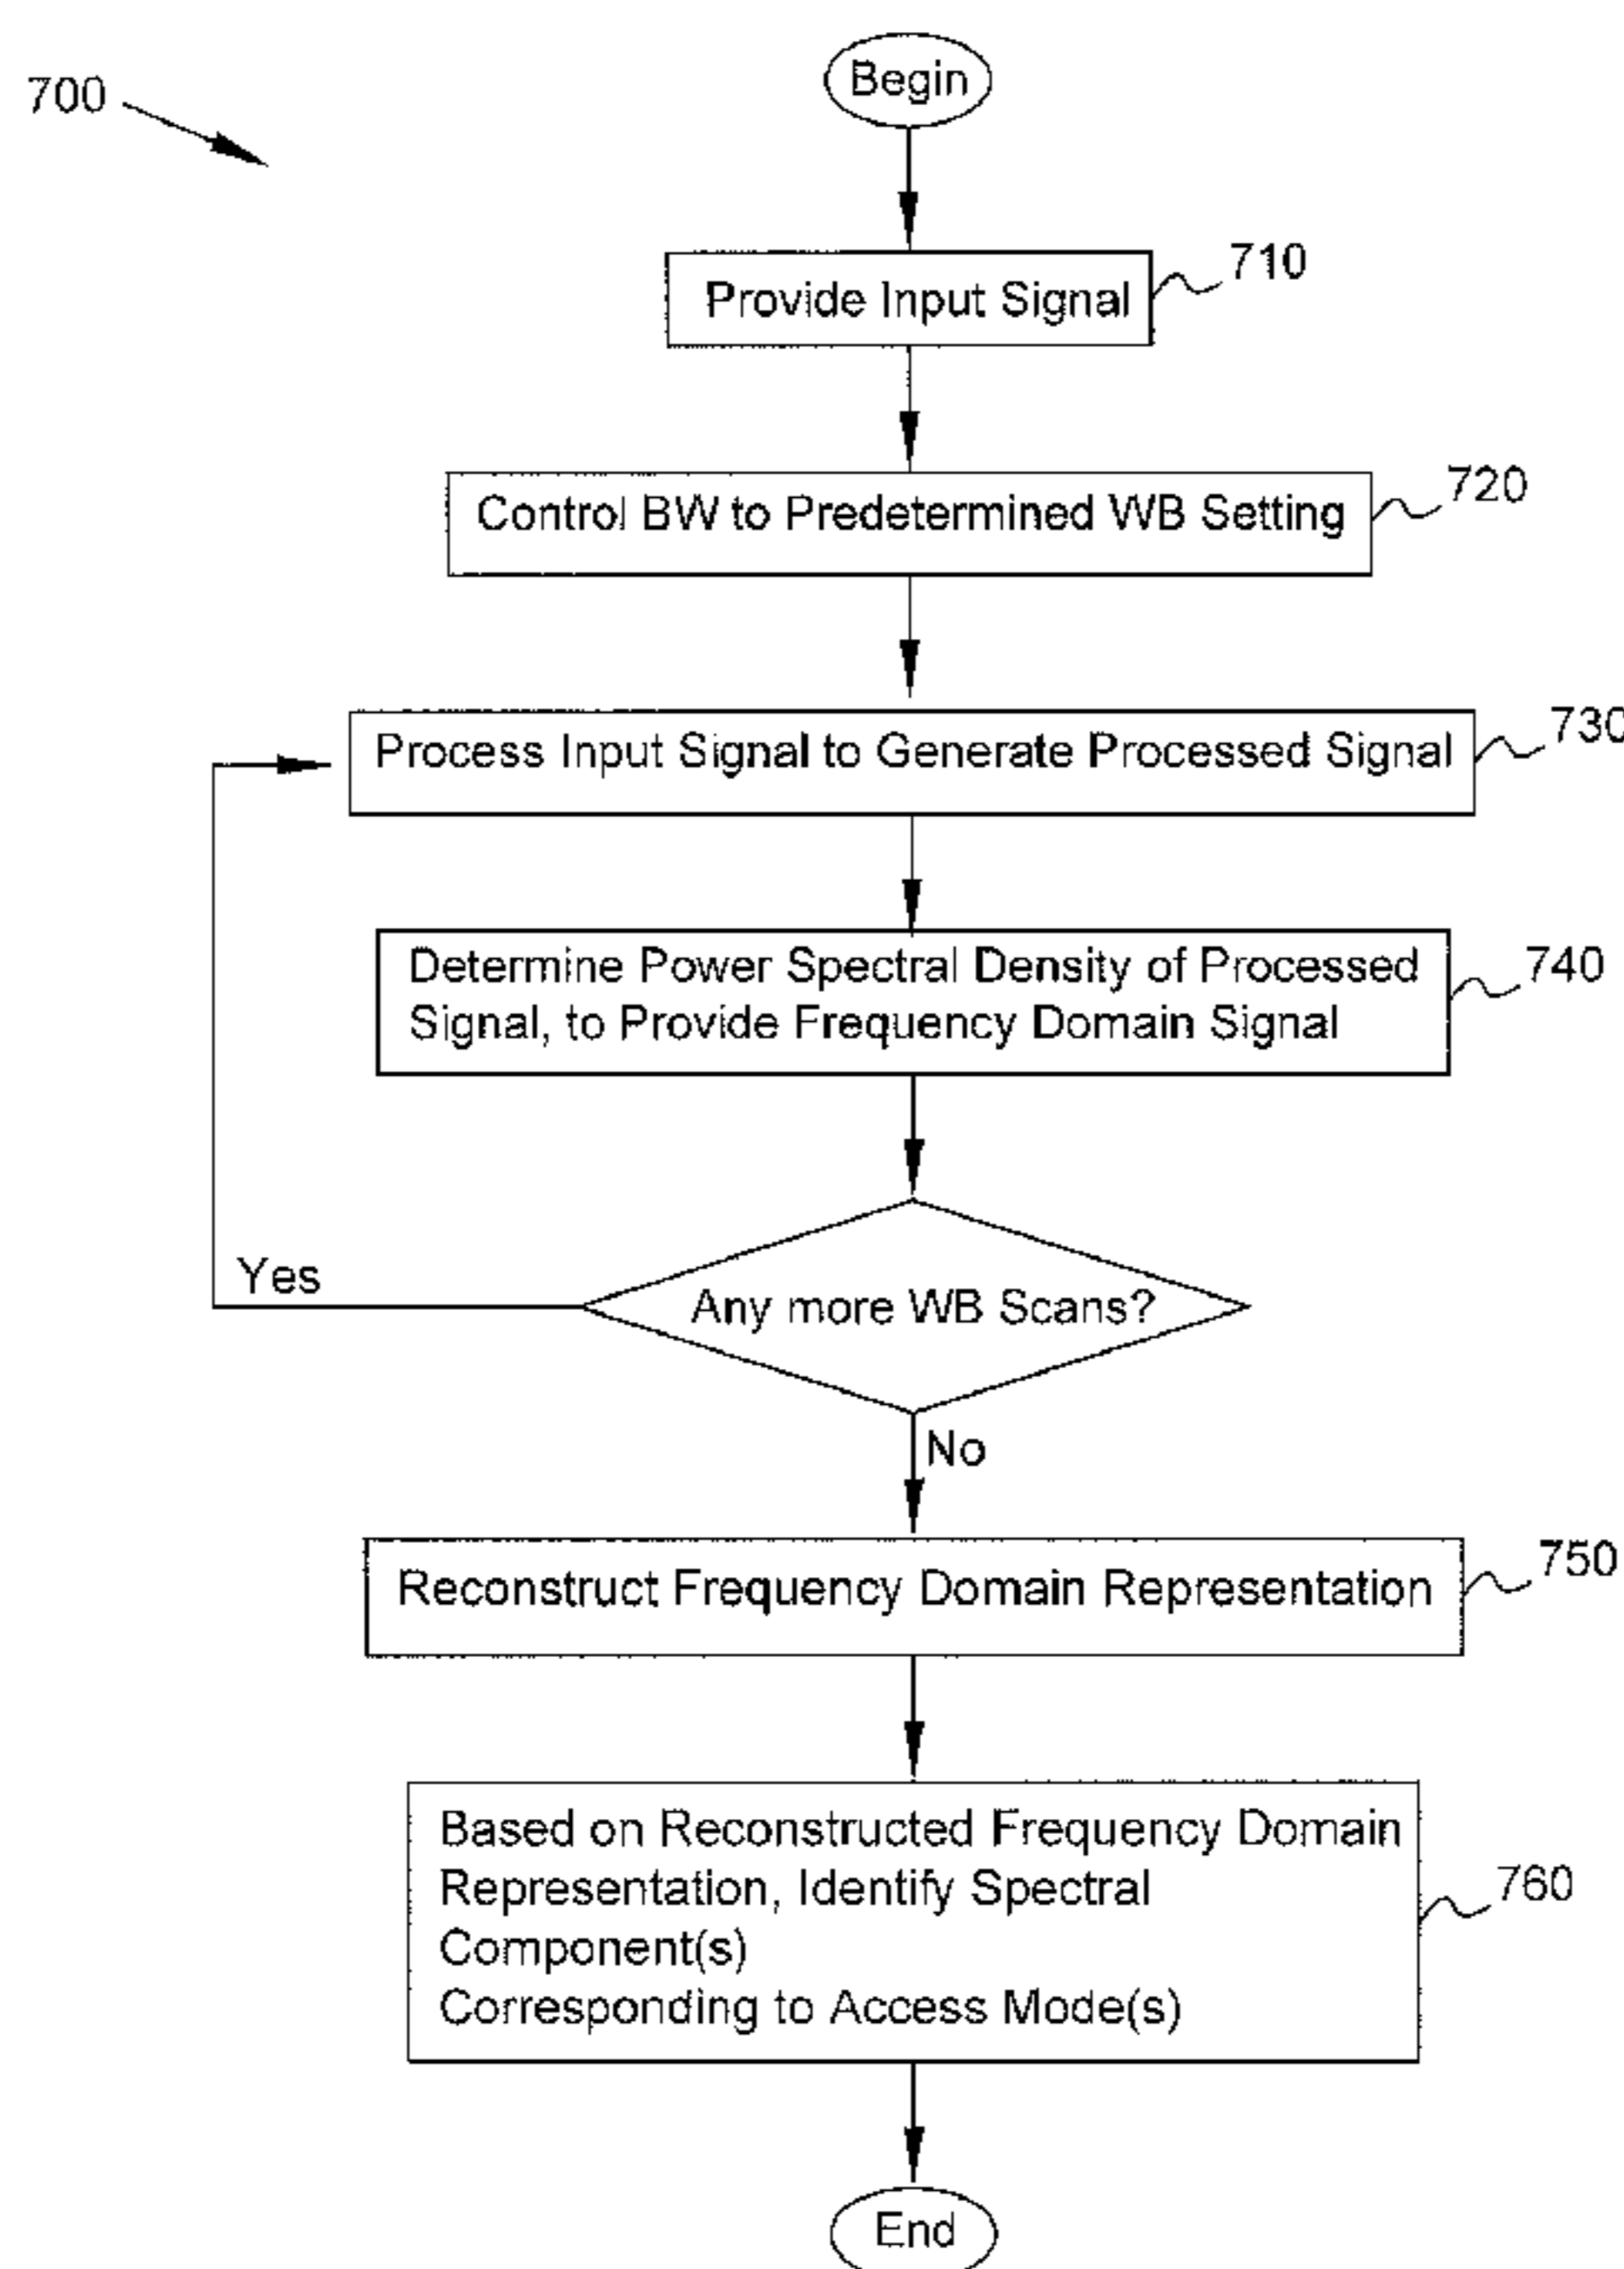 700
Begin
Provide Input Signal
710
Control BW to Predetermined WB Setting
720
Process Input Signal to Generate Processed Signal
730
Determine Power Spectral Density of Processed
Signal, to Provide Frequency Domain Signal
740
Any more WB Scans?
Yes
No
Reconstruct Frequency Domain Representation
750
Based on Reconstructed Frequency Domain
Representation, Identify Spectral
Component(s)
Corresponding to Access Mode(s)
760
End